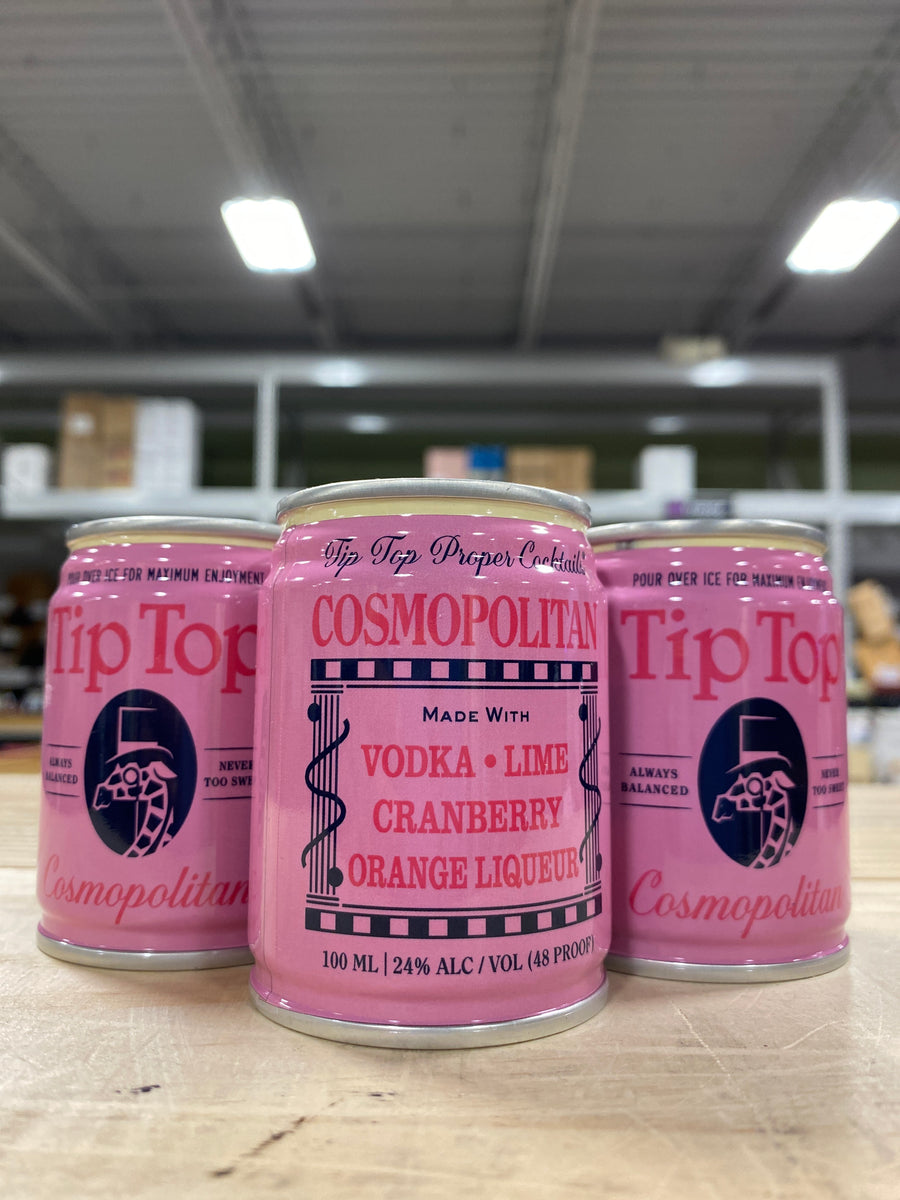 Tip Top Proper Cocktails
COSMOPOLITAN
MADE WITH
VODKA • LIME
CRANBERRY
ORANGE LIQUEUR
100 ML | 24% ALC / VOL (48 PROOF)
POUR OVER ICE FOR MAXIMUM ENJOYMENT
Tip Top
ALWAYS
BALANCED
NEVER
TOO SWE
Cosmopolitan
POUR OVER ICE FOR MAXIMUM
Tip Top
ALWAYS
BALANCED
NEVER
TOO SWEET
Cosmopolitan